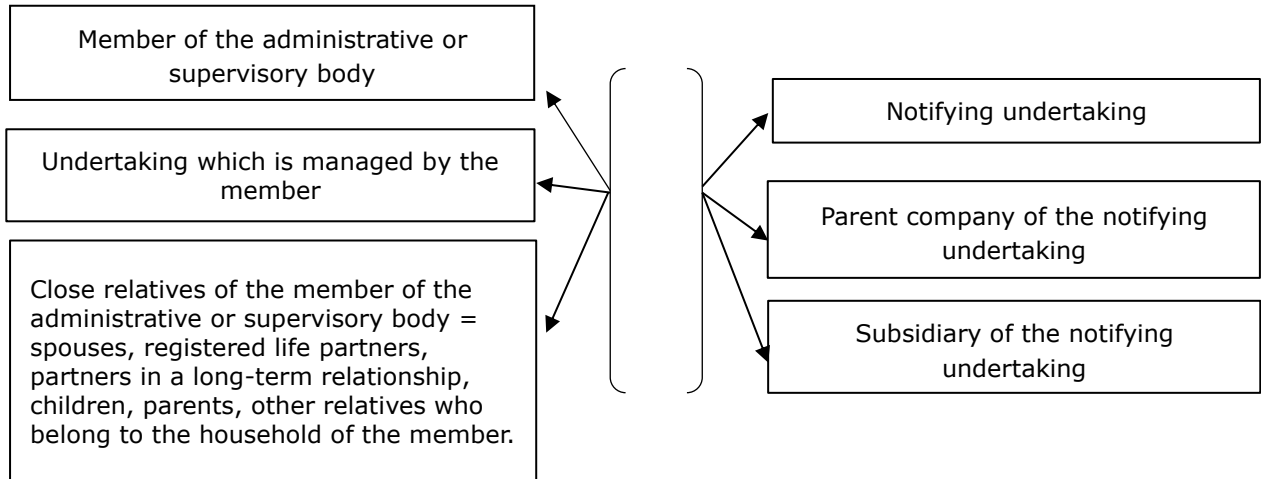 Member of the administrative or
supervisory body
Undertaking which is managed by the
member
Close relatives of the member of the
administrative or supervisory body =
spouses, registered life partners,
partners in a long-term relationship,
children, parents, other relatives who
belong to the household of the member.
Notifying undertaking
Parent company of the notifying
undertaking
Subsidiary of the notifying
undertaking